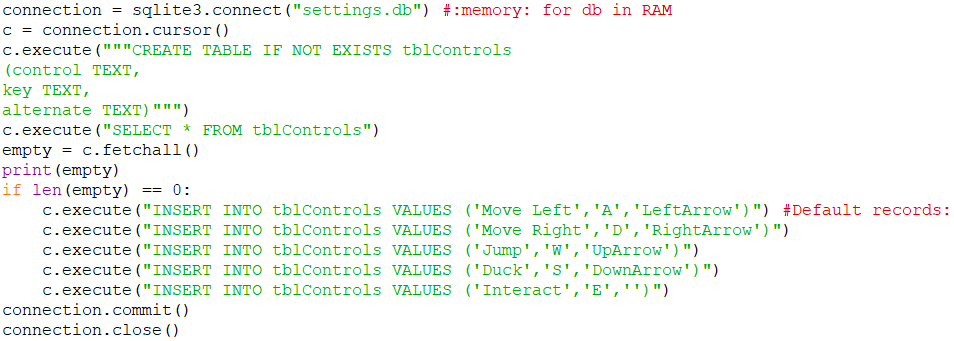 connection = sqlite3.connect("settings.db") #:memory: for db in RAM
c = connection.cursor()
c.execute("""CREATE TABLE IF NOT EXISTS tblControls
(control TEXT,
key TEXT,
alternate TEXT)""")
c.execute("SELECT * FROM tblControls")
empty = c.fetchall()
print(empty)
if len(empty) == 0:
    c.execute("INSERT INTO tblControls VALUES ('Move Left','A','LeftArrow')") #Default records:
    c.execute("INSERT INTO tblControls VALUES ('Move Right','D','RightArrow')")
    c.execute("INSERT INTO tblControls VALUES ('Jump','W','UpArrow')")
    c.execute("INSERT INTO tblControls VALUES ('Duck','S','DownArrow')")
    c.execute("INSERT INTO tblControls VALUES ('Interact','E','')")
connection.commit()
connection.close()